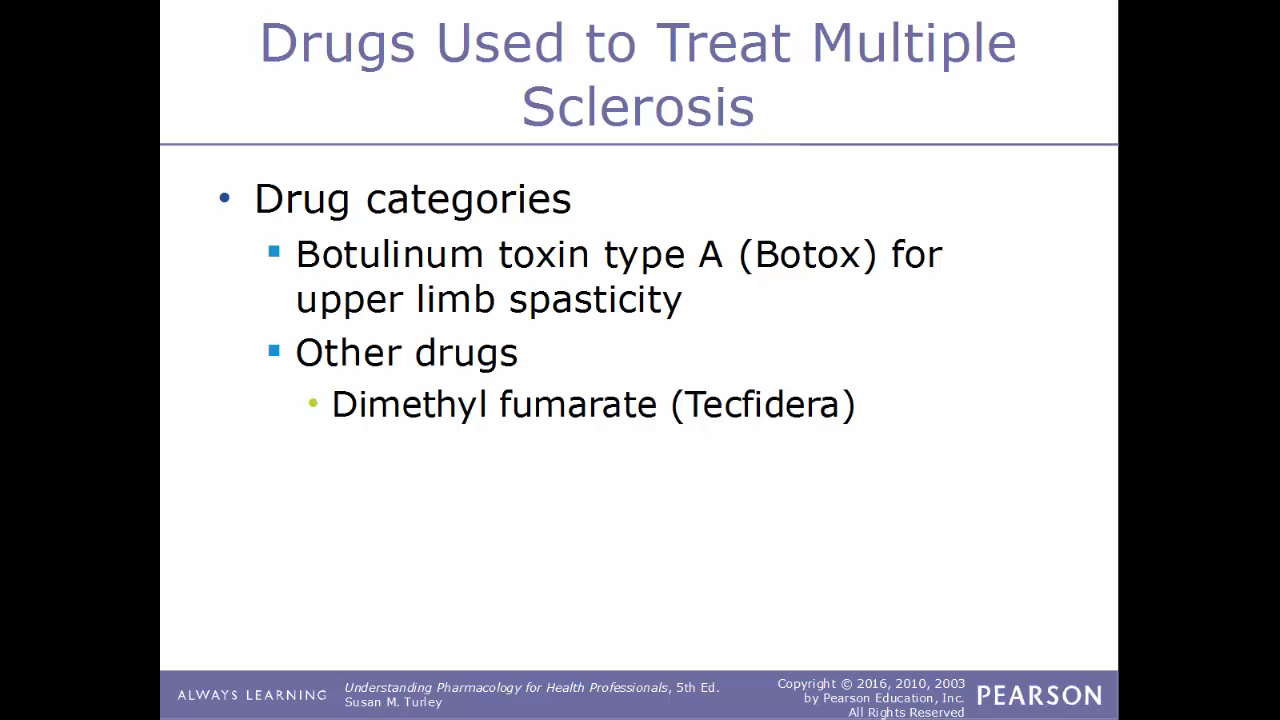 Drugs Used to Treat Multiple
Sclerosis
• Drug categories
▪ Botulinum toxin type A (Botox) for
upper limb spasticity
▪ Other drugs
• Dimethyl fumarate (Tecfidera)
ALWAYS LEARNING
Understanding Pharmacology for Health Professionals, 5th Ed.
Susan M. Turley
Copyright © 2016, 2010, 2003
by Pearson Education, Inc.
All Rights Reserved
PEARSON